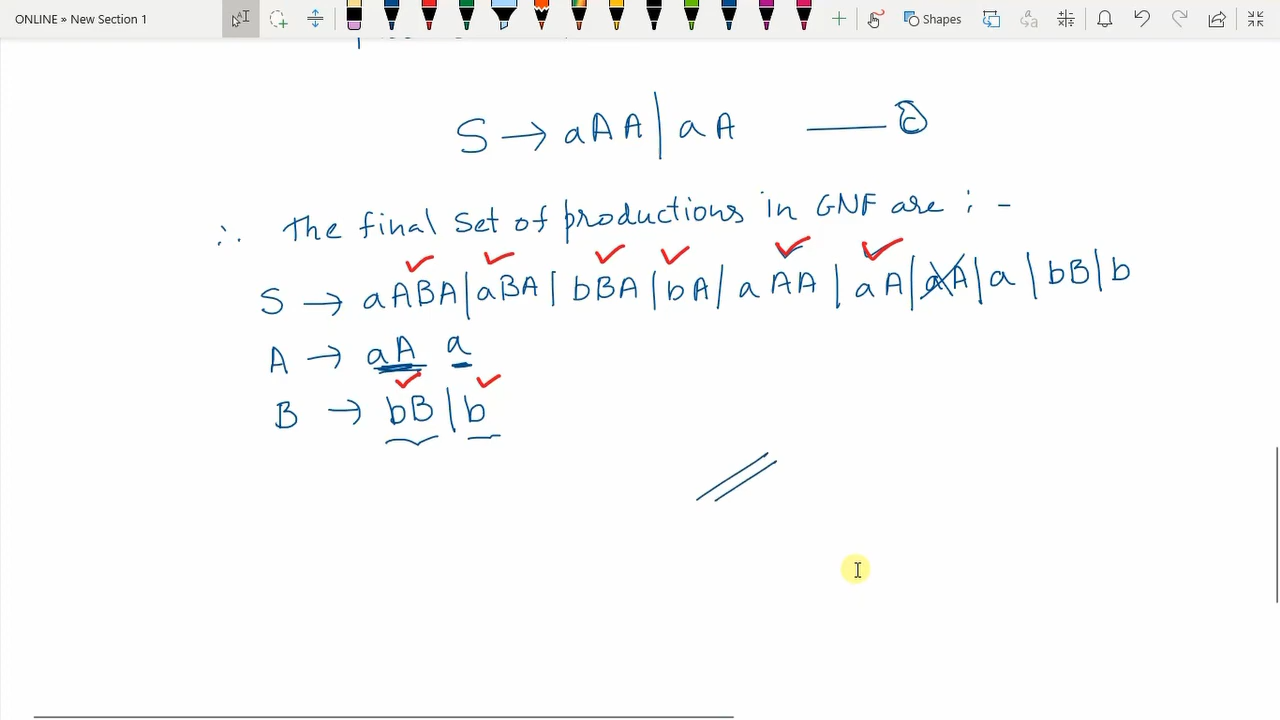 ONLINE » New Section 1
Shapes
S → aAA | aA —— C
∴ The final set of productions in GNF are : -
S → aABA | aBA | bBA | bA | aAA | aA | aA | a | bB | b
A → aA a
B → bB | b